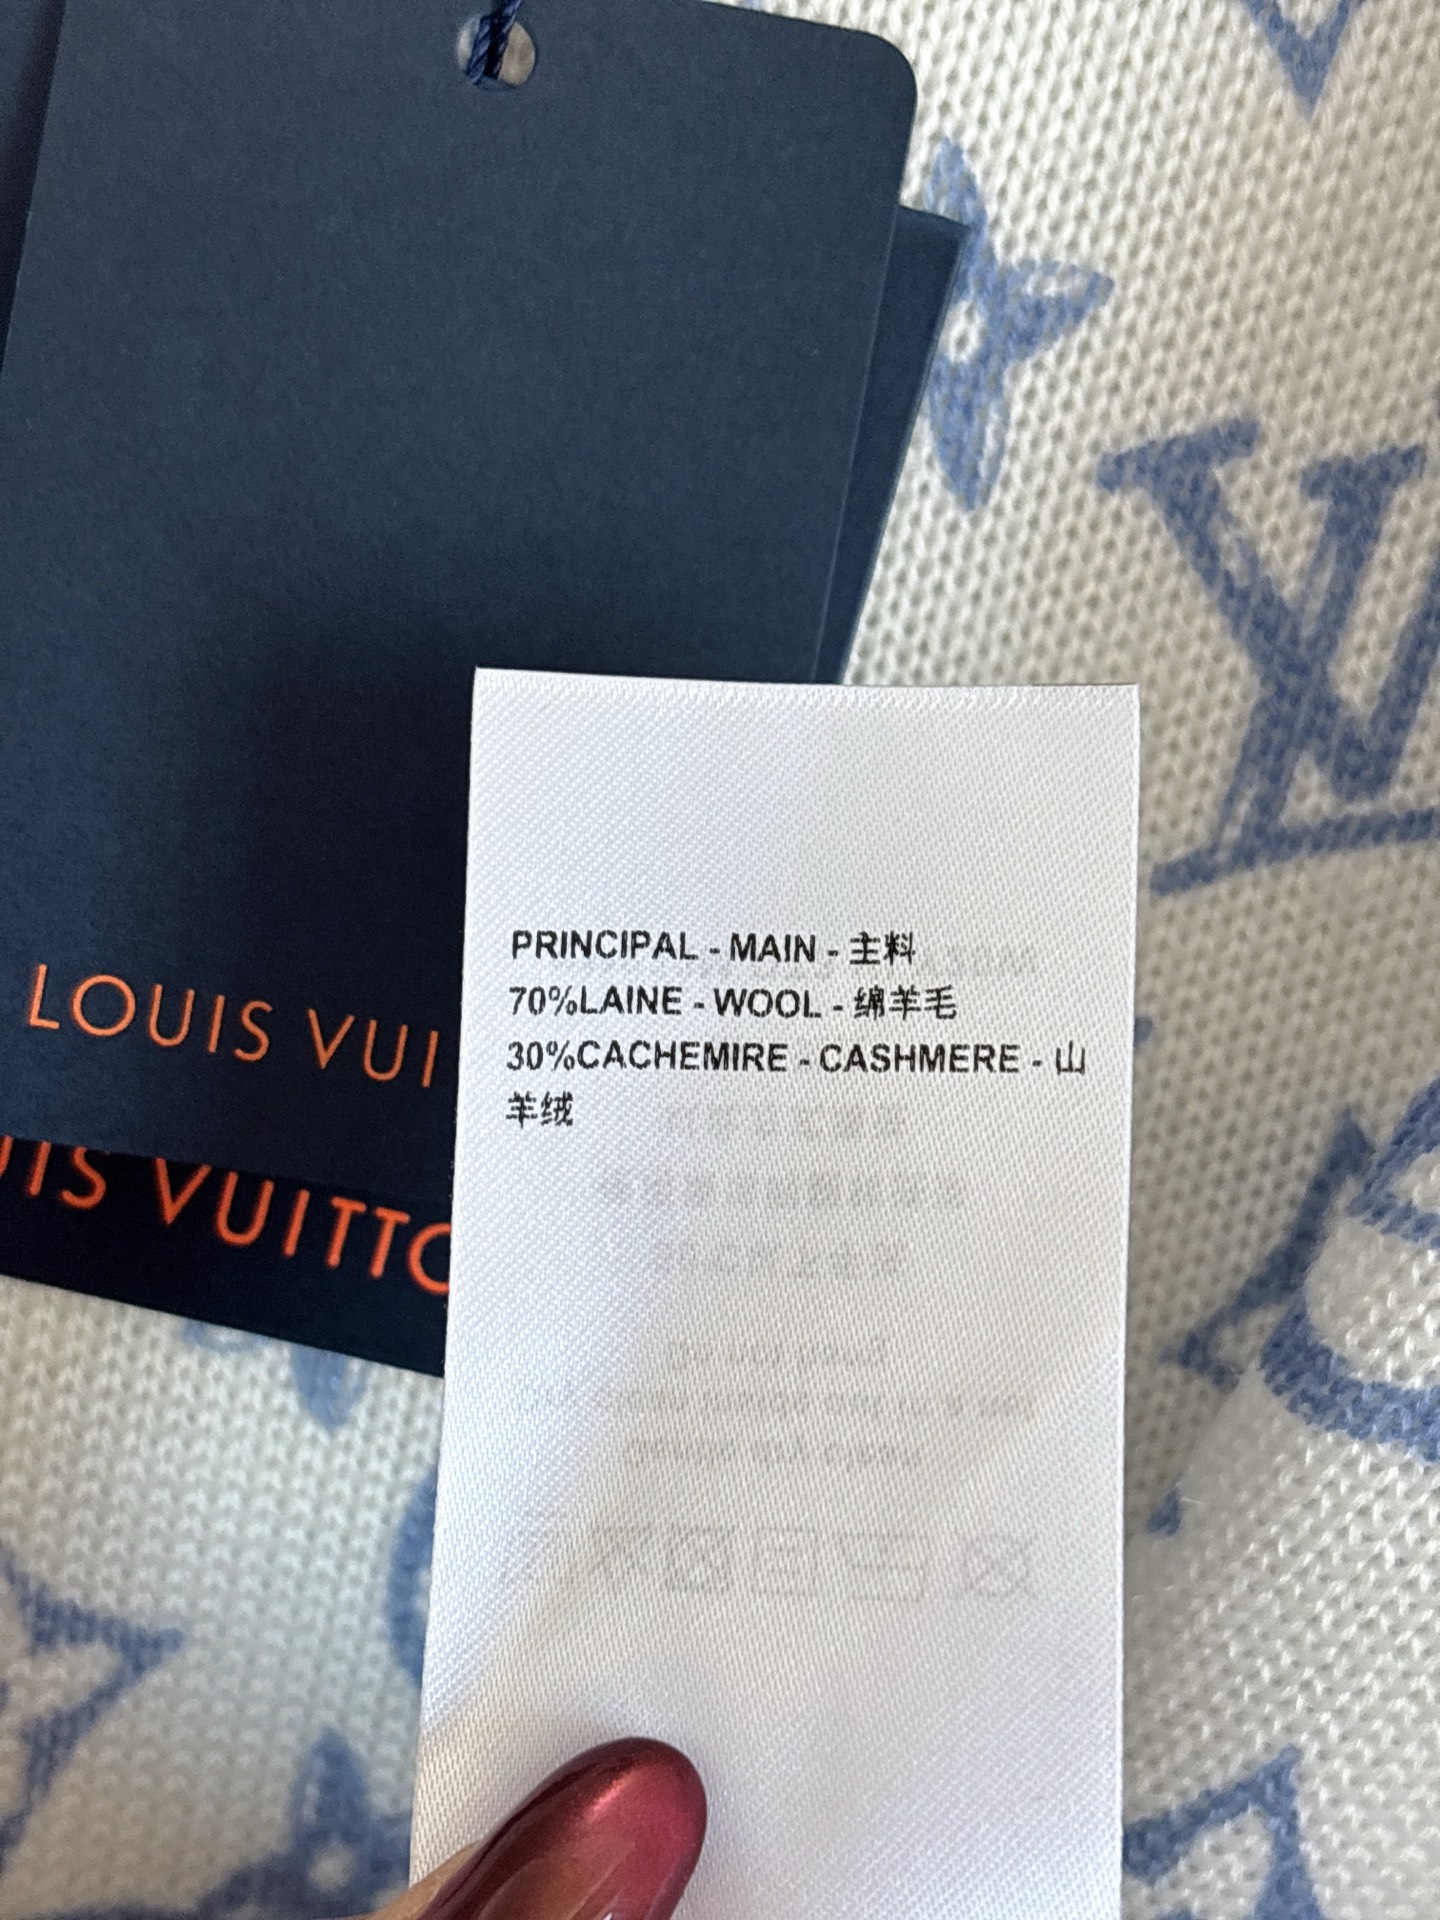 LOUIS VUI
UIS VUITTO
PRINCIPAL - MAIN - 主料
70%LAINE - WOOL - 绵羊毛
30%CACHEMIRE - CASHMERE - 山
羊绒